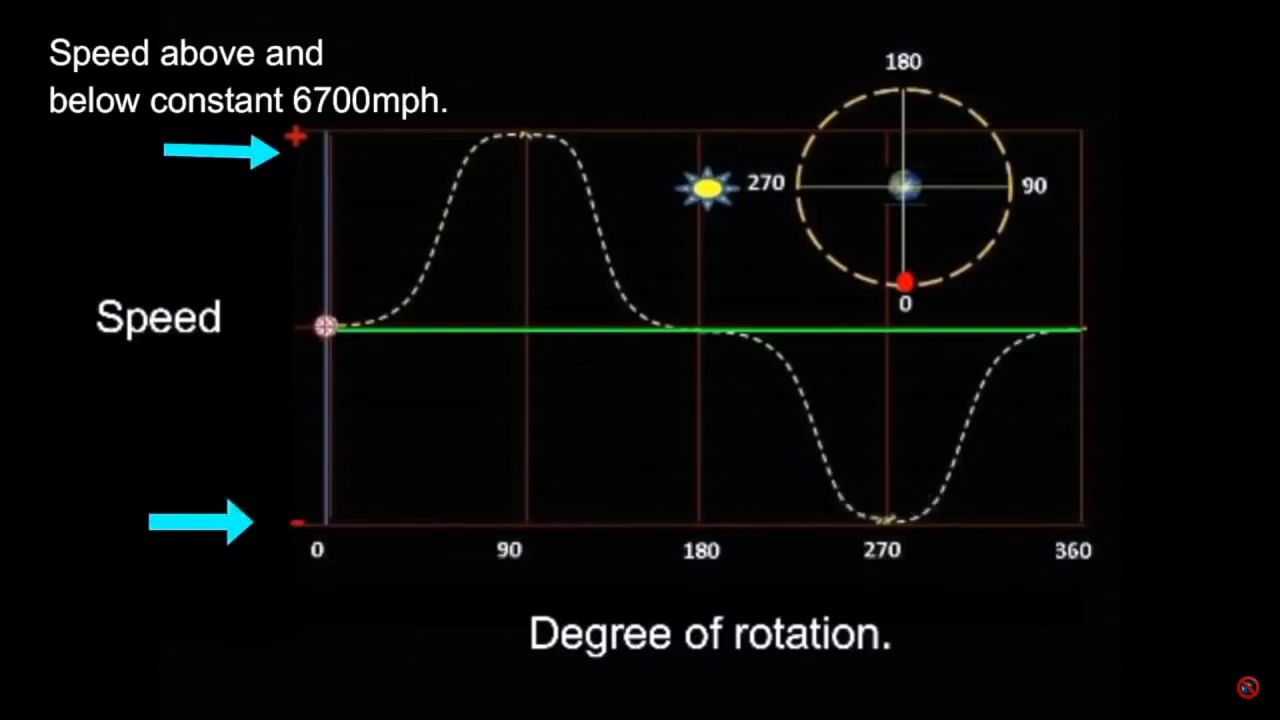 Speed above and
below constant 6700mph.
180
+
270
90
0
Speed
-
0 90 180 270 360
Degree of rotation.